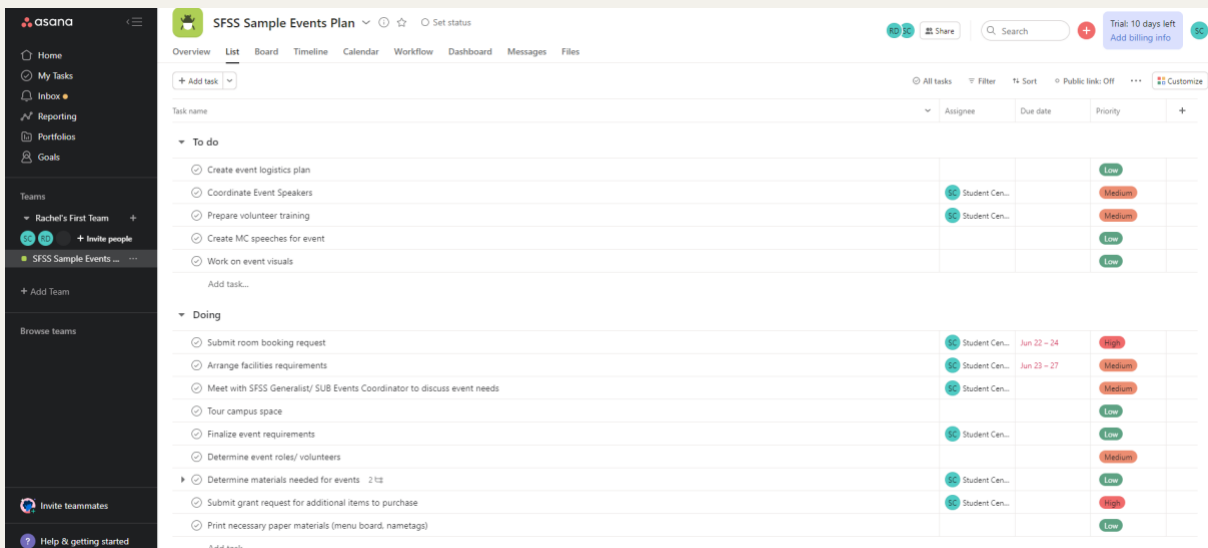 asana
Home
My Tasks
Inbox
Reporting
Portfolios
Goals
Teams
Rachel's First Team +
SC RD + Invite people
SFSS Sample Events ... ...
+ Add Team
Browse teams
Invite teammates
? Help & getting started
SFSS Sample Events Plan Set status
RD SC Share Search + Trial: 10 days left SC
Add billing info
Overview List Board Timeline Calendar Workflow Dashboard Messages Files
+ Add task All tasks Filter Sort Public link: Off ... Customize
Task name Assignee Due date Priority +
To do
Create event logistics plan Low
Coordinate Event Speakers SC Student Cen... Medium
Prepare volunteer training SC Student Cen... Medium
Create MC speeches for event Low
Work on event visuals Low
Add task...
Doing
Submit room booking request SC Student Cen... Jun 22 – 24 High
Arrange facilities requirements SC Student Cen... Jun 23 – 27 Medium
Meet with SFSS Generalist/ SUB Events Coordinator to discuss event needs SC Student Cen... Medium
Tour campus space Low
Finalize event requirements SC Student Cen... Low
Determine event roles/ volunteers Medium
Determine materials needed for events 2 SC Student Cen... Low
Submit grant request for additional items to purchase SC Student Cen... High
Print necessary paper materials (menu board, nametags) Low
Add task...